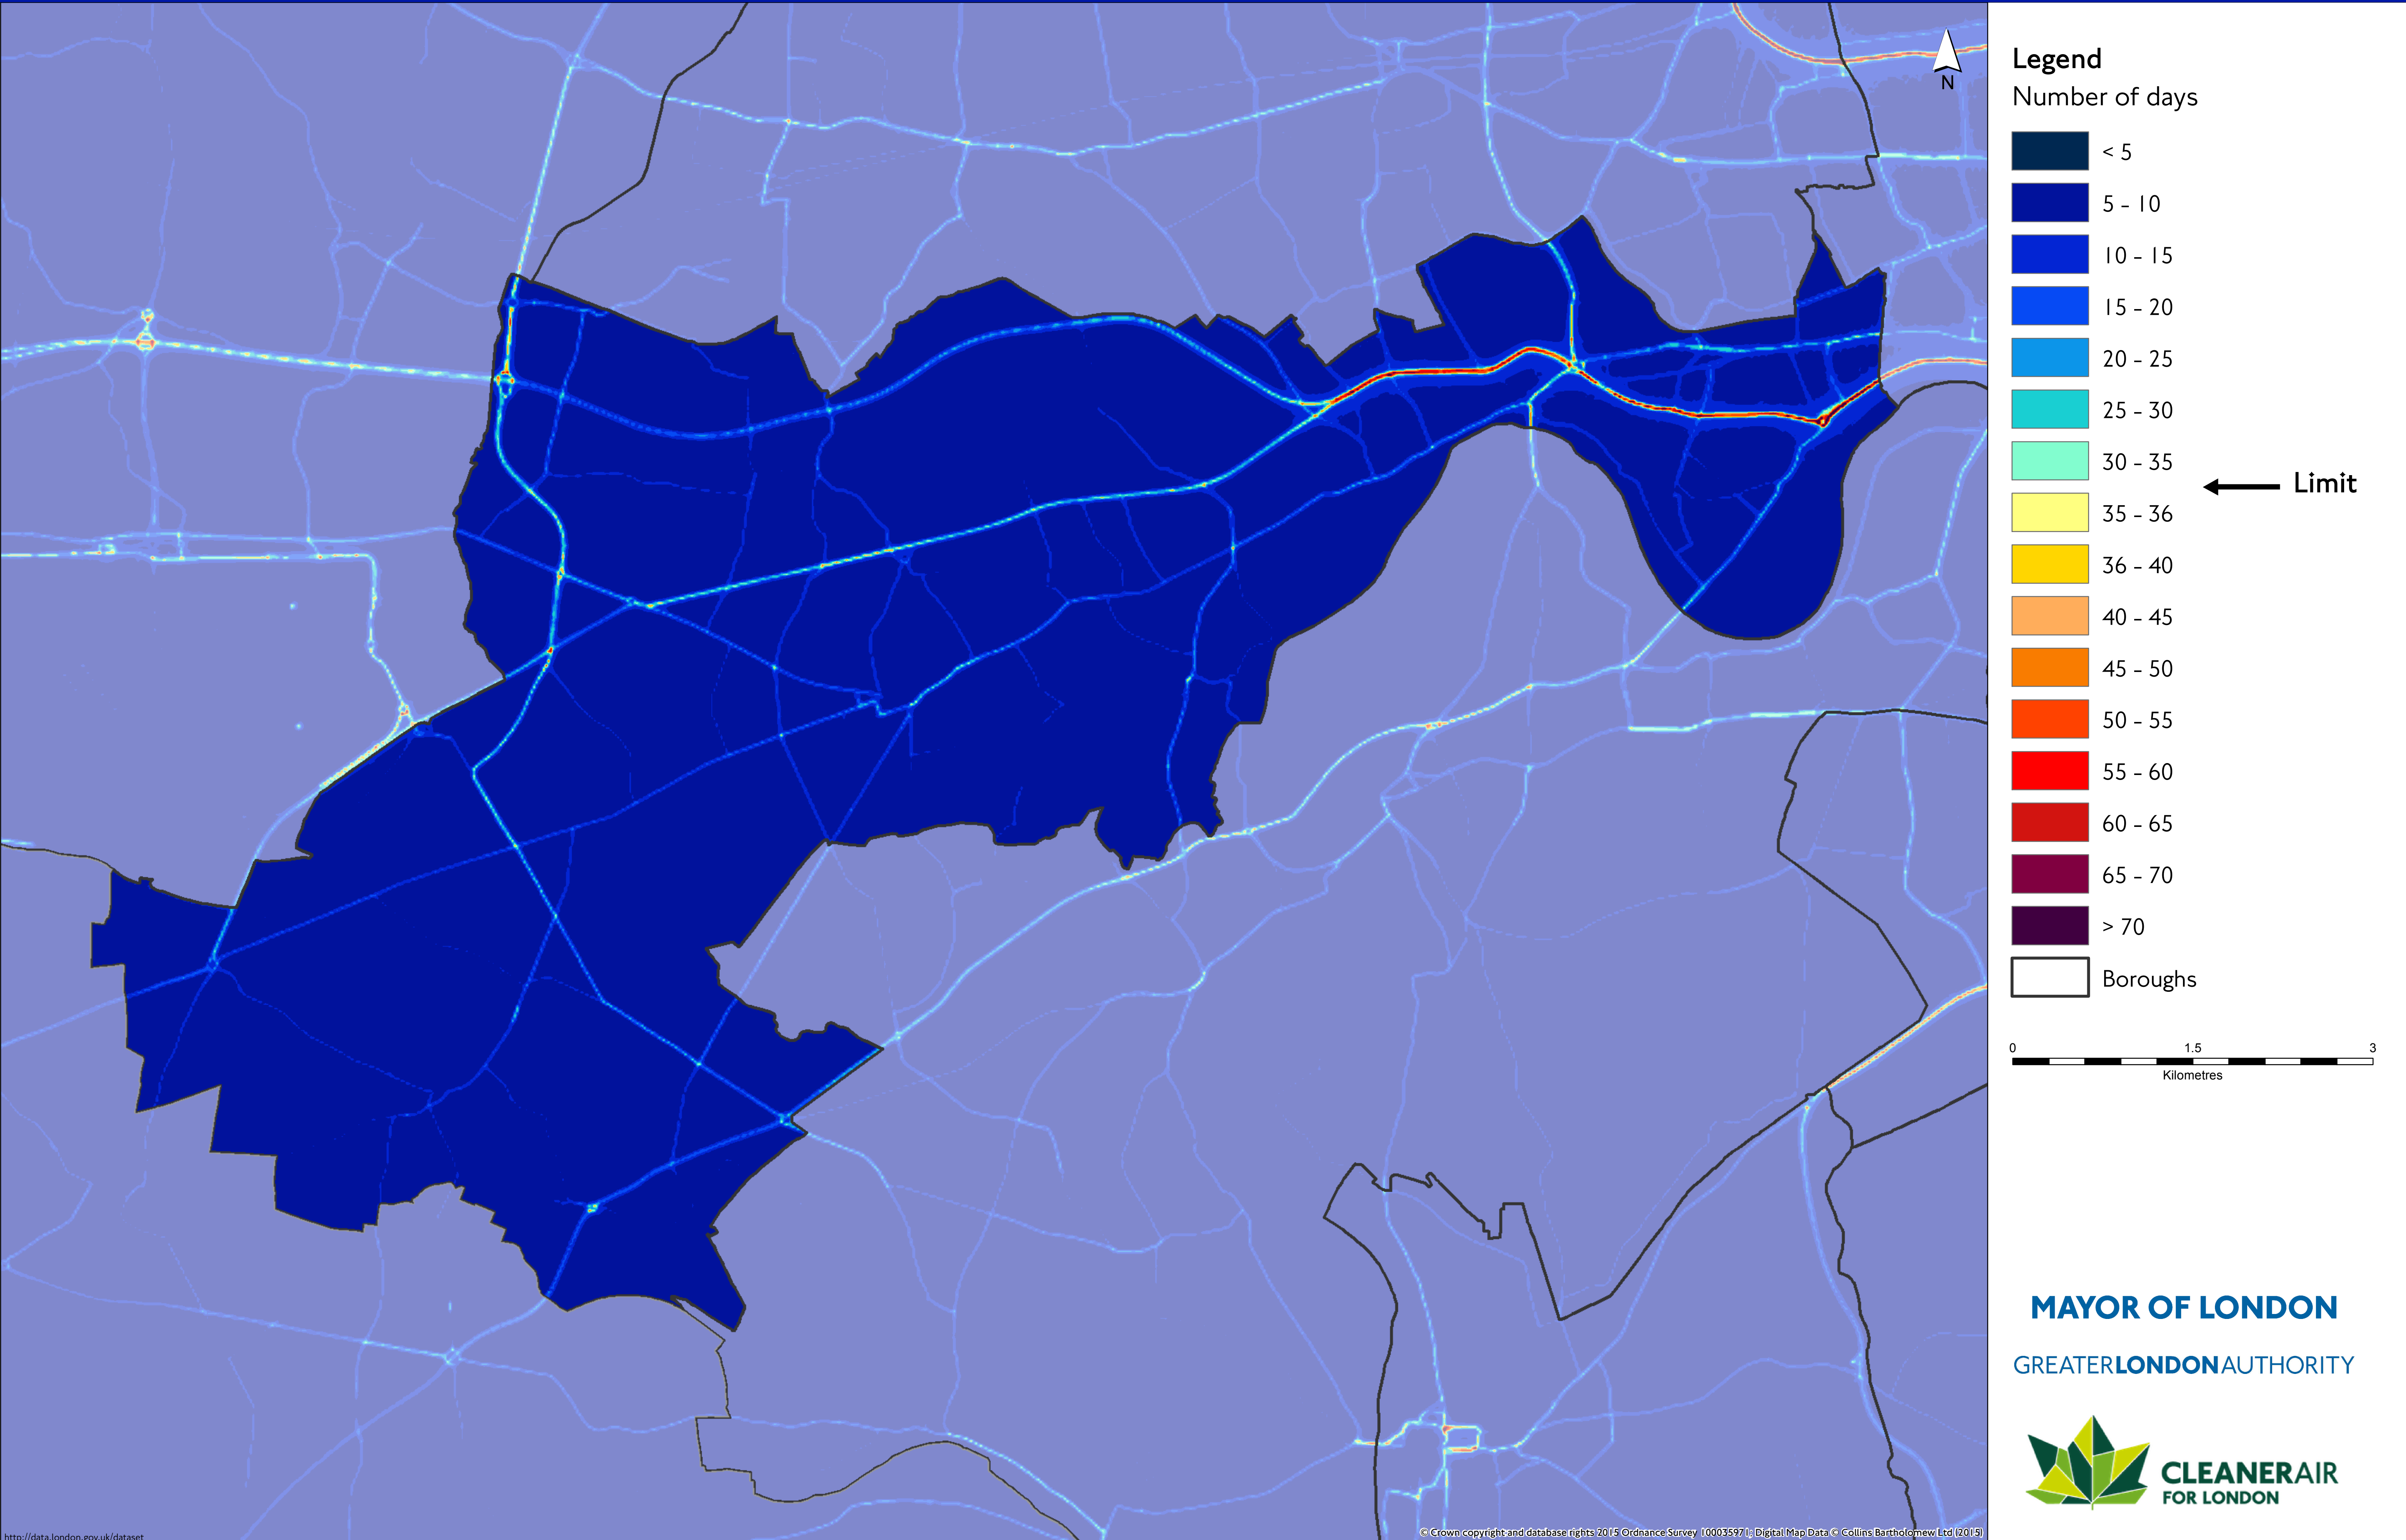 N
Legend
Number of days
< 5
5 - 10
10 - 15
15 - 20
20 - 25
25 - 30
30 - 35
Limit
35 - 36
36 - 40
40 - 45
45 - 50
50 - 55
55 - 60
60 - 65
65 - 70
> 70
Boroughs
0 1.5 3
Kilometres
MAYOR OF LONDON
GREATERLONDONAUTHORITY
CLEANERAIR
FOR LONDON
http://data.london.gov.uk/dataset
© Crown copyright and database rights 2015 Ordnance Survey 100035971; Digital Map Data © Collins Bartholomew Ltd (2015)